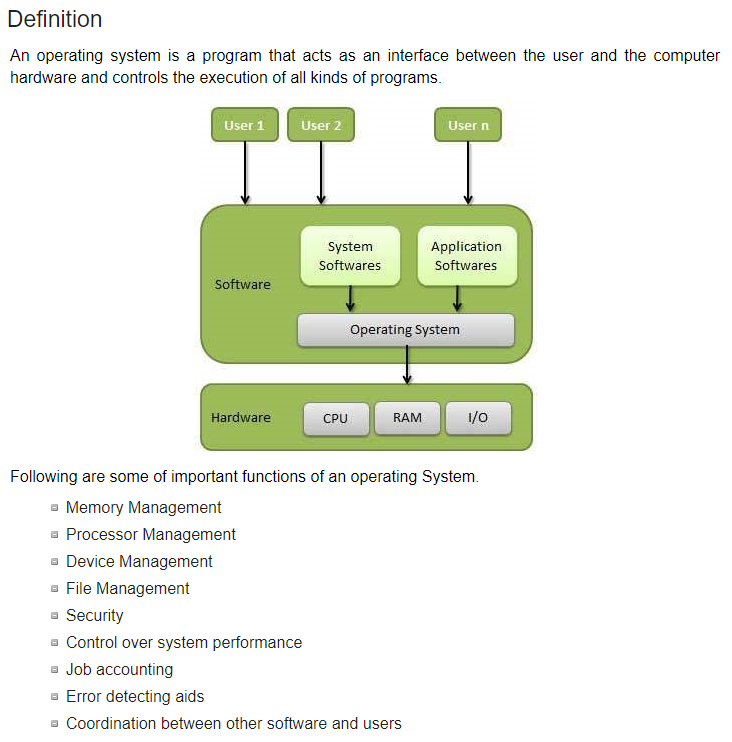 Definition
An operating system is a program that acts as an interface between the user and the computer
hardware and controls the execution of all kinds of programs.
User 1
User 2
User n
System
Softwares
Application
Softwares
Software
Operating System
Hardware
CPU
RAM
I/O
Following are some of important functions of an operating System.
Memory Management
Processor Management
Device Management
File Management
Security
Control over system performance
Job accounting
Error detecting aids
Coordination between other software and users